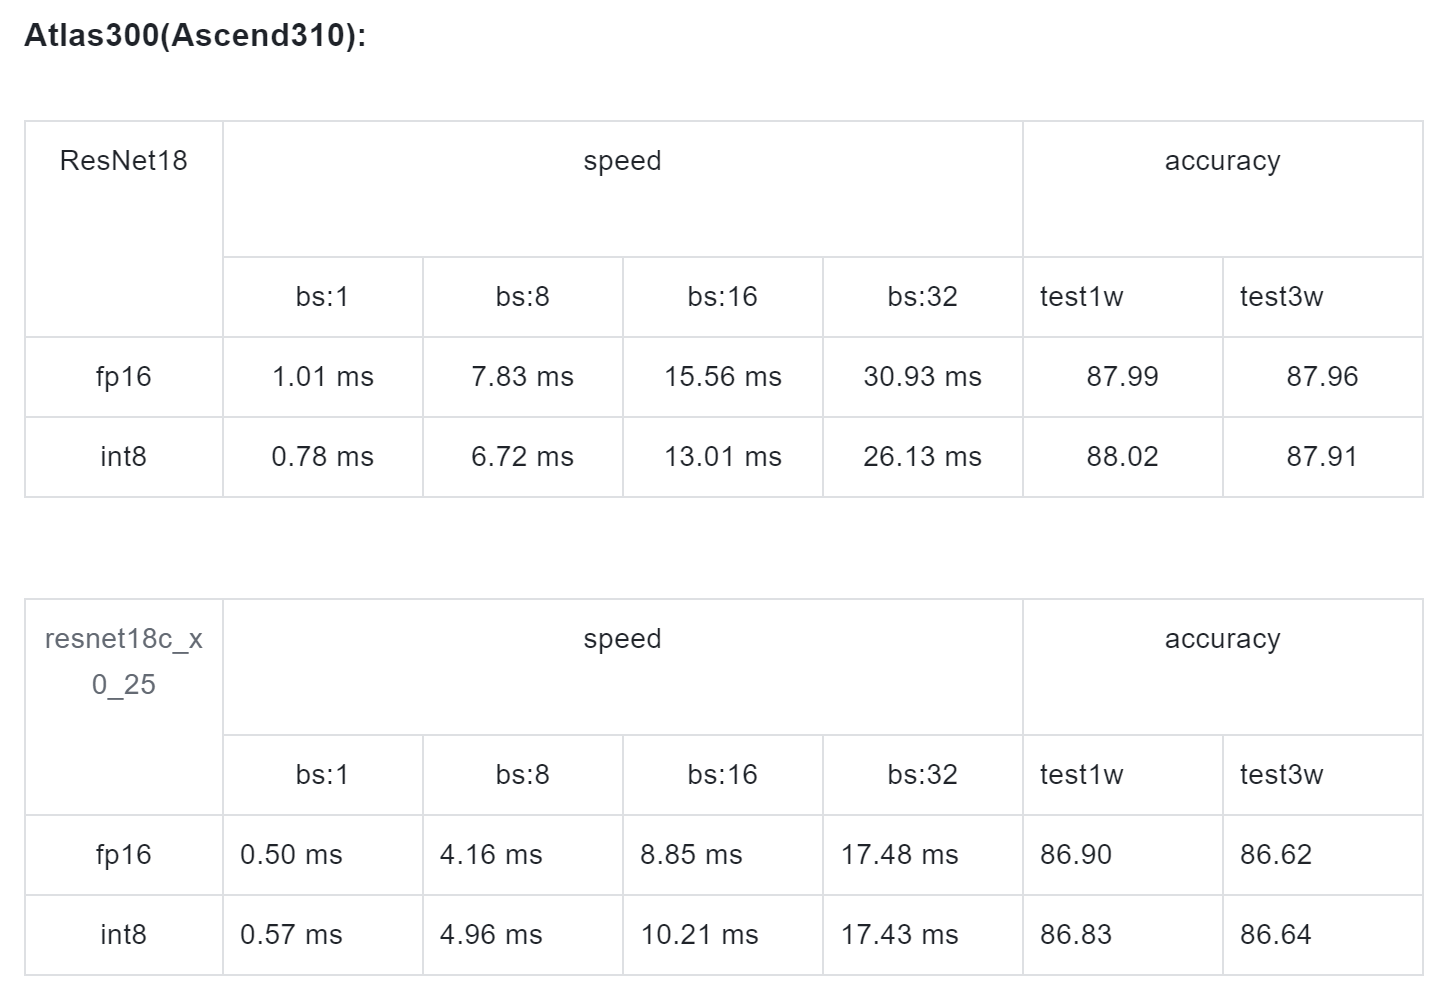 Atlas300(Ascend310):
ResNet18 speed accuracy
bs:1 bs:8 bs:16 bs:32 test1w test3w
fp16 1.01 ms 7.83 ms 15.56 ms 30.93 ms 87.99 87.96
int8 0.78 ms 6.72 ms 13.01 ms 26.13 ms 88.02 87.91
resnet18c_x speed accuracy
0_25
bs:1 bs:8 bs:16 bs:32 test1w test3w
fp16 0.50 ms 4.16 ms 8.85 ms 17.48 ms 86.90 86.62
int8 0.57 ms 4.96 ms 10.21 ms 17.43 ms 86.83 86.64